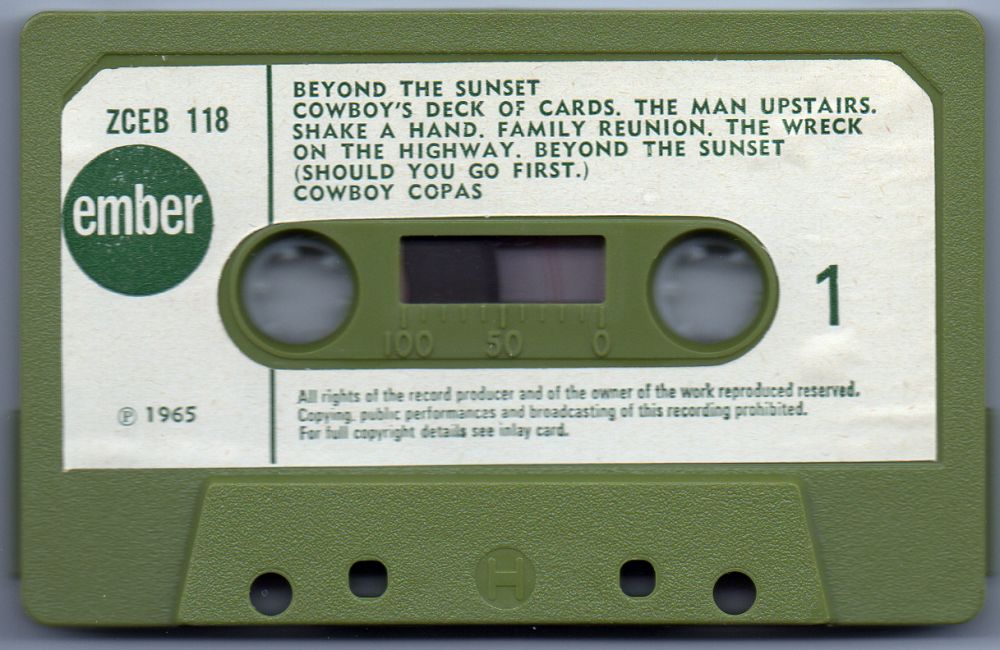 ZCEB 118
ember
BEYOND THE SUNSET
COWBOY'S DECK OF CARDS. THE MAN UPSTAIRS.
SHAKE A HAND. FAMILY REUNION. THE WRECK
ON THE HIGHWAY. BEYOND THE SUNSET
(SHOULD YOU GO FIRST.)
COWBOY COPAS
1
100 50 0
℗ 1965
All rights of the record producer and of the owner of the work reproduced reserved.
Copying, public performances and broadcasting of this recording prohibited.
For full copyright details see inlay card.
H